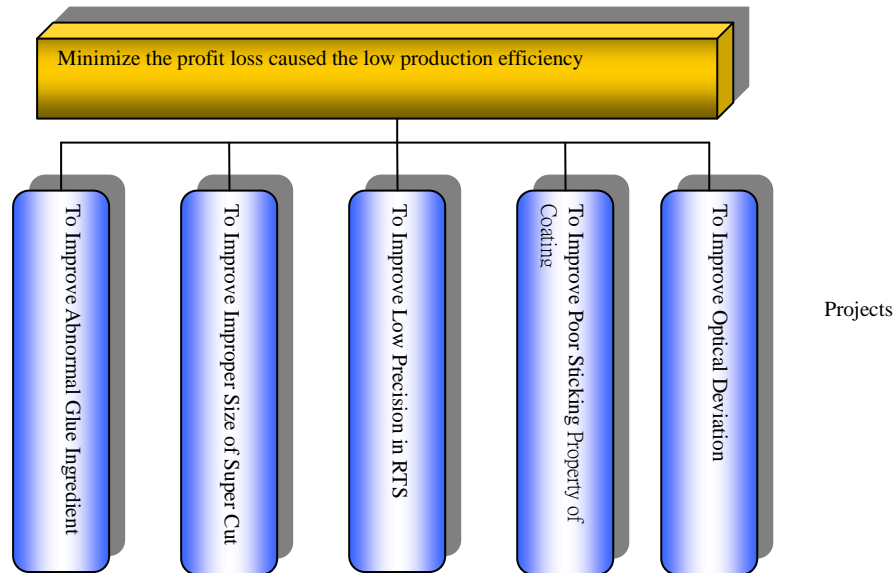 Minimize the profit loss caused the low production efficiency
To Improve Abnormal Glue Ingredient
To Improve Improper Size of Super Cut
To Improve Low Precision in RTS
To Improve Poor Sticking Property of
Coating
To Improve Optical Deviation
Projects